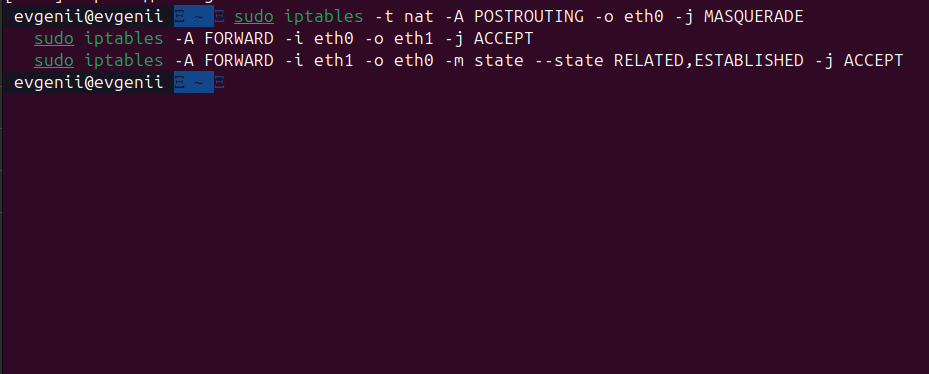 evgenii@evgenii ~ sudo iptables -t nat -A POSTROUTING -o eth0 -j MASQUERADE
sudo iptables -A FORWARD -i eth0 -o eth1 -j ACCEPT
sudo iptables -A FORWARD -i eth1 -o eth0 -m state --state RELATED,ESTABLISHED -j ACCEPT
evgenii@evgenii ~